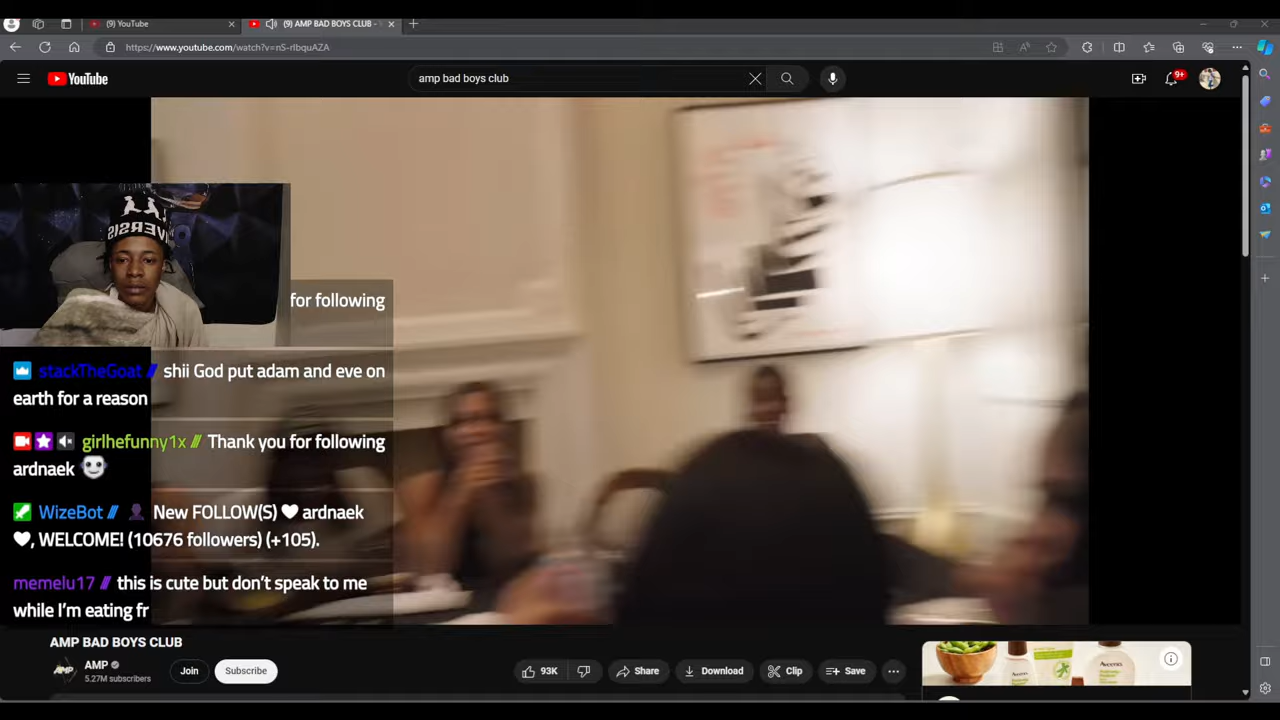 (9) YouTube
(9) AMP BAD BOYS CLUB -
https://www.youtube.com/watch?v=nS-rIbquAZA
YouTube
amp bad boys club
9+
for following
stackTheGoat // shii God put adam and eve on
earth for a reason
girlhefunny1x // Thank you for following
ardnaek
WizeBot // New FOLLOW(S) ardnaek
, WELCOME! (10676 followers) (+105).
memelu17 // this is cute but don't speak to me
while I'm eating fr
AMP BAD BOYS CLUB
AMP
AMP
5.27M subscribers
Join
Subscribe
93K
Share
Download
Clip
Save
Aveeno